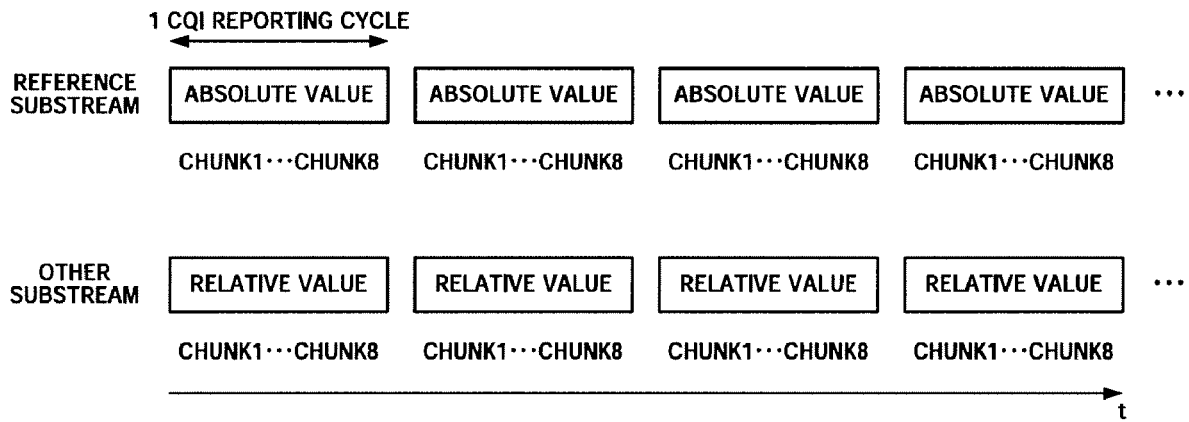 1 CQI REPORTING CYCLE
REFERENCE SUBSTREAM ABSOLUTE VALUE ABSOLUTE VALUE ABSOLUTE VALUE ABSOLUTE VALUE ···
CHUNK1···CHUNK8 CHUNK1···CHUNK8 CHUNK1···CHUNK8 CHUNK1···CHUNK8
OTHER SUBSTREAM RELATIVE VALUE RELATIVE VALUE RELATIVE VALUE RELATIVE VALUE ···
CHUNK1···CHUNK8 CHUNK1···CHUNK8 CHUNK1···CHUNK8 CHUNK1···CHUNK8
t